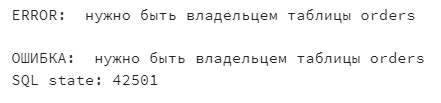 ERROR:  нужно быть владельцем таблицы orders
ОШИБКА:  нужно быть владельцем таблицы orders
SQL state: 42501